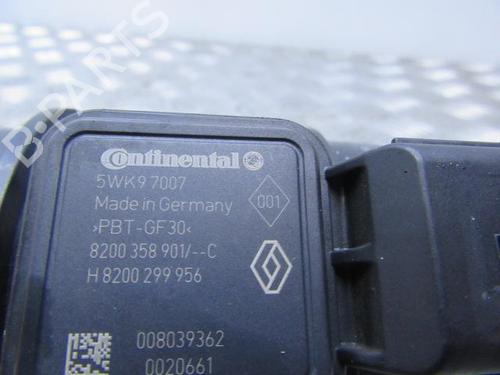 B-PARTS
Continental
5WK9 7007
Made in Germany
001
>PBT-GF30<
8200 358 901/--C
H 8200 299 956
008039362
0020661